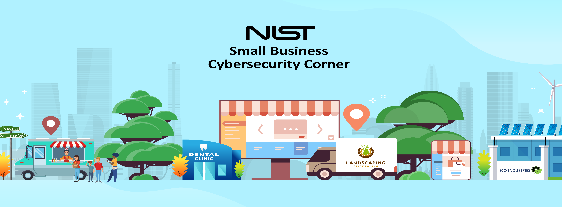 NIST
Small Business
Cybersecurity Corner
DENTAL
CLINIC
LANDSCAPING